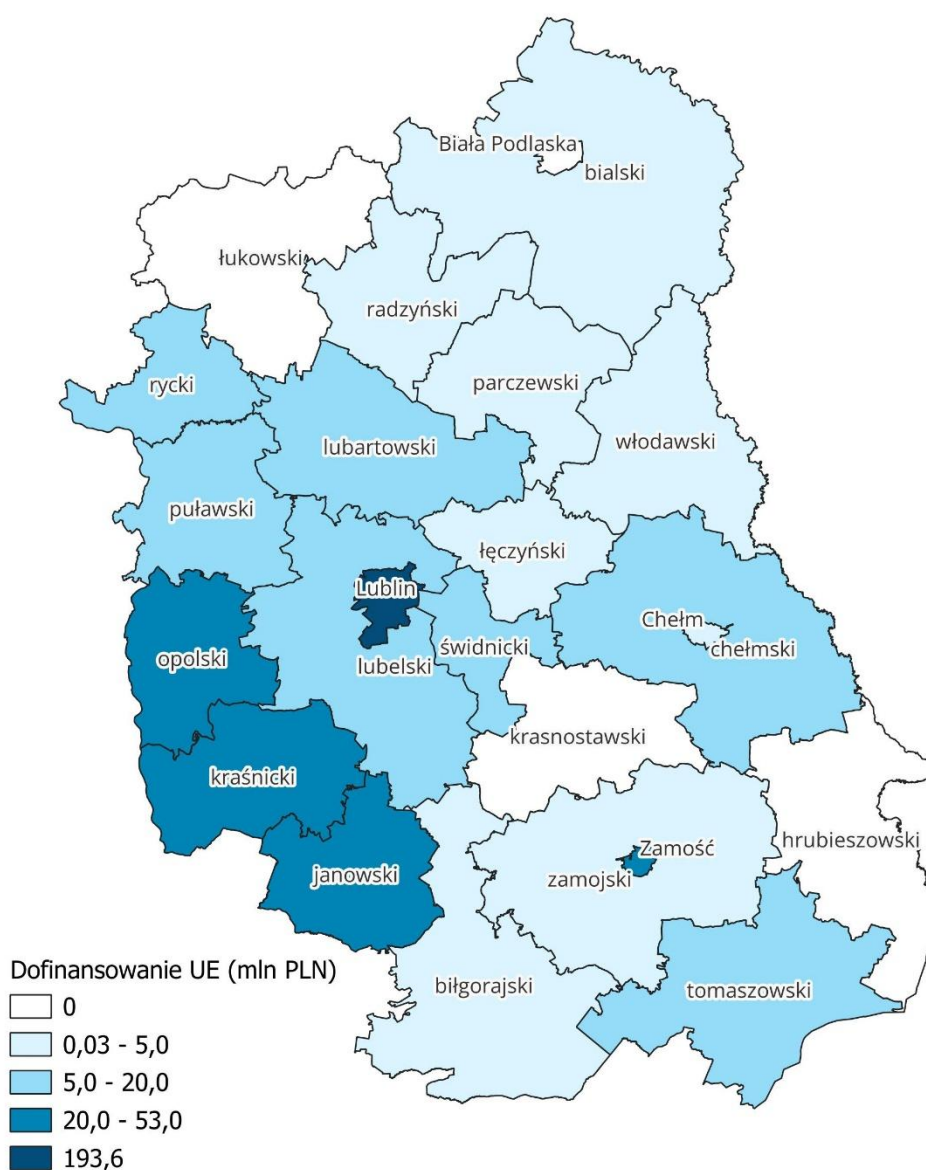 Biała Podlaska
bialski
łukowski
radzyński
rycki
parczewski
lubartowski
włodawski
puławski
łęczyński
Lublin
Chełm
chełmski
opolski
lubelski
świdnicki
krasnostawski
kraśnicki
hrubieszowski
Zamość
zamojski
janowski
biłgorajski
tomaszowski
Dofinansowanie UE (mln PLN)
0
0,03 - 5,0
5,0 - 20,0
20,0 - 53,0
193,6